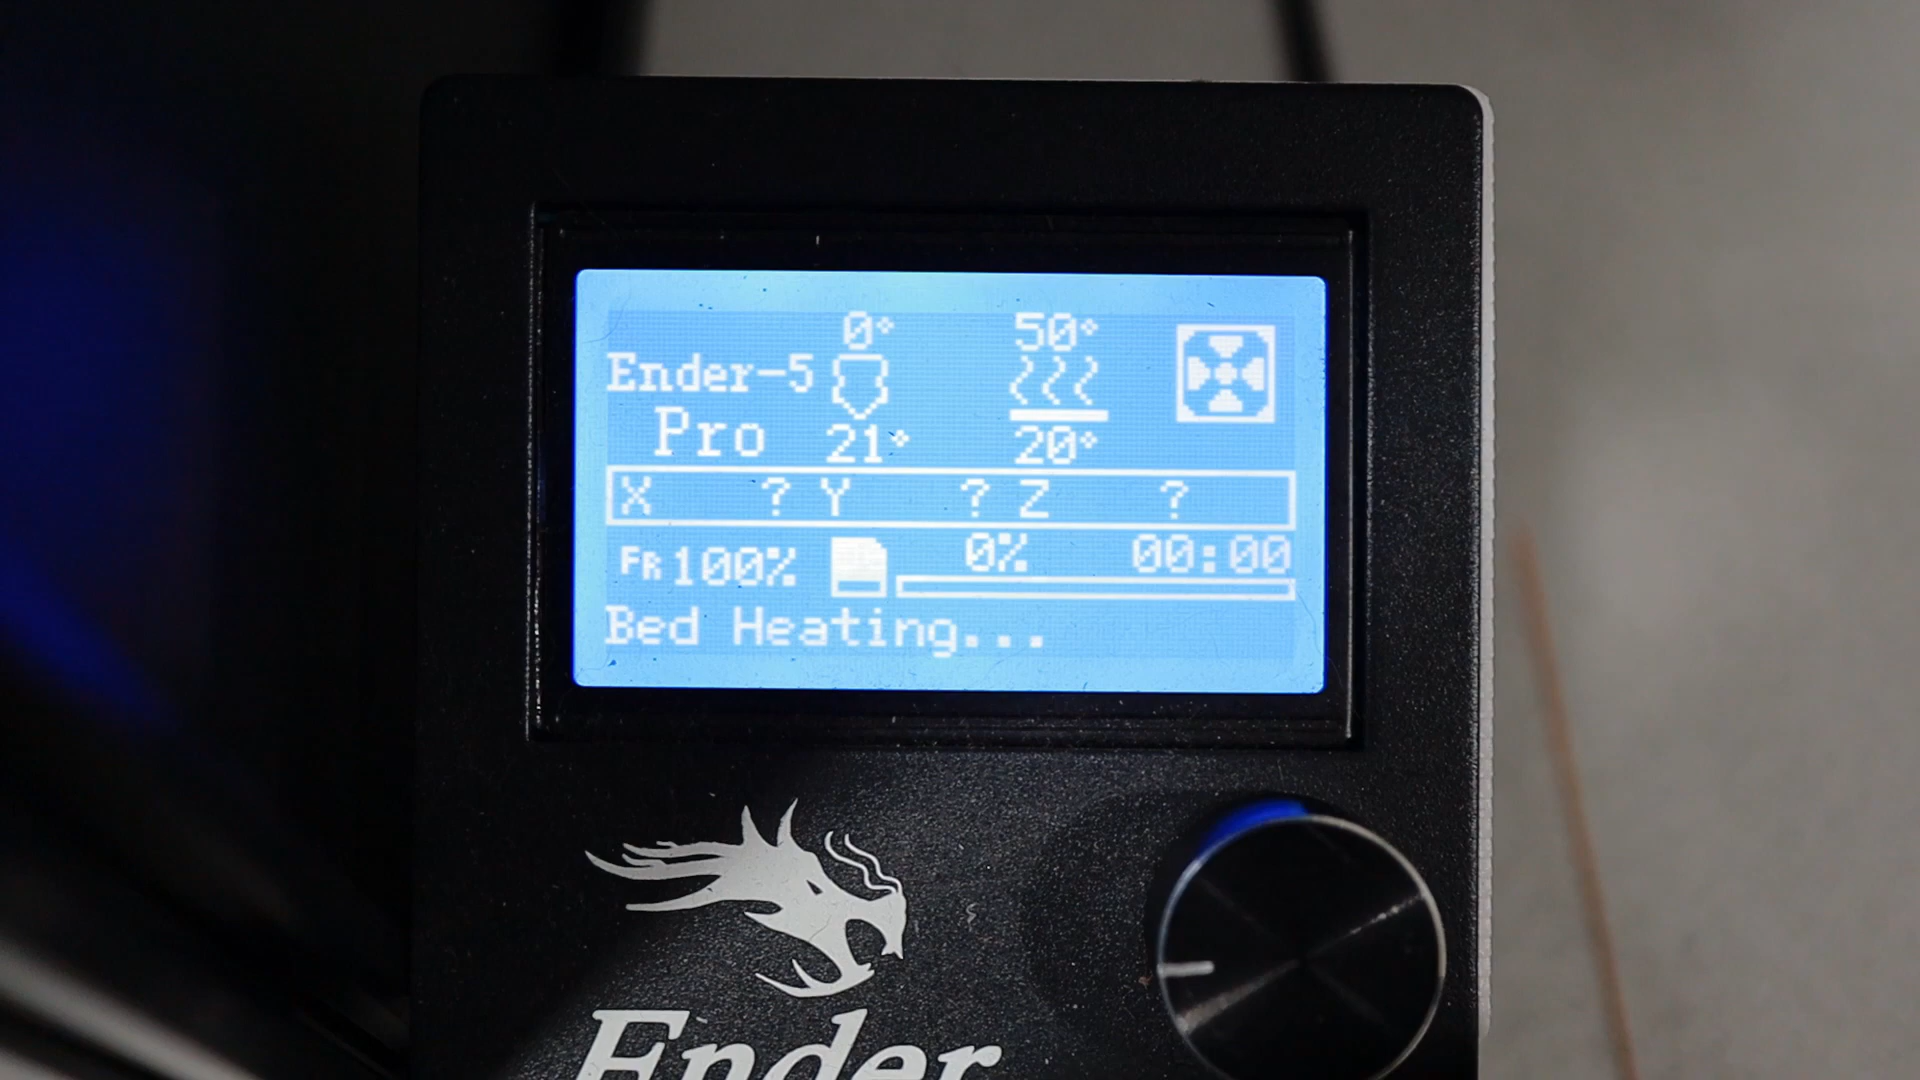 0° 50°
Ender-5
Pro 21° 20°
X ? Y ? Z ?
FR 100% 0% 00:00
Bed Heating...
Ender